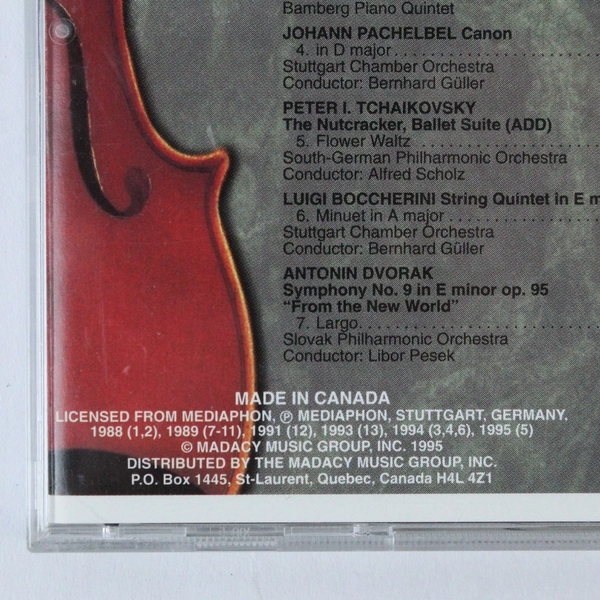 Bamberg Piano Quintet
JOHANN PACHELBEL Canon
4. in D major . . . . . . . . . . . . . . . . . . . . . . . .
Stuttgart Chamber Orchestra
Conductor: Bernhard Güller
PETER I. TCHAIKOVSKY
The Nutcracker, Ballet Suite (ADD)
5. Flower Waltz . . . . . . . . . . . . . . . . . . . . . .
South-German Philharmonic Orchestra
Conductor: Alfred Scholz
LUIGI BOCCHERINI String Quintet in E m
6. Minuet in A major . . . . . . . . . . . . . . . . . .
Stuttgart Chamber Orchestra
Conductor: Bernhard Güller
ANTONIN DVORAK
Symphony No. 9 in E minor op. 95
“From the New World”
7. Largo. . . . . . . . . . . . . . . . . . . . . . . . . . . .
Slovak Philharmonic Orchestra
Conductor: Libor Pesek
MADE IN CANADA
LICENSED FROM MEDIAPHON, ℗ MEDIAPHON, STUTTGART, GERMANY,
1988 (1,2), 1989 (7-11), 1991 (12), 1993 (13), 1994 (3,4,6), 1995 (5)
© MADACY MUSIC GROUP, INC. 1995
DISTRIBUTED BY THE MADACY MUSIC GROUP, INC.
P.O. Box 1445, St-Laurent, Quebec, Canada H4L 4Z1